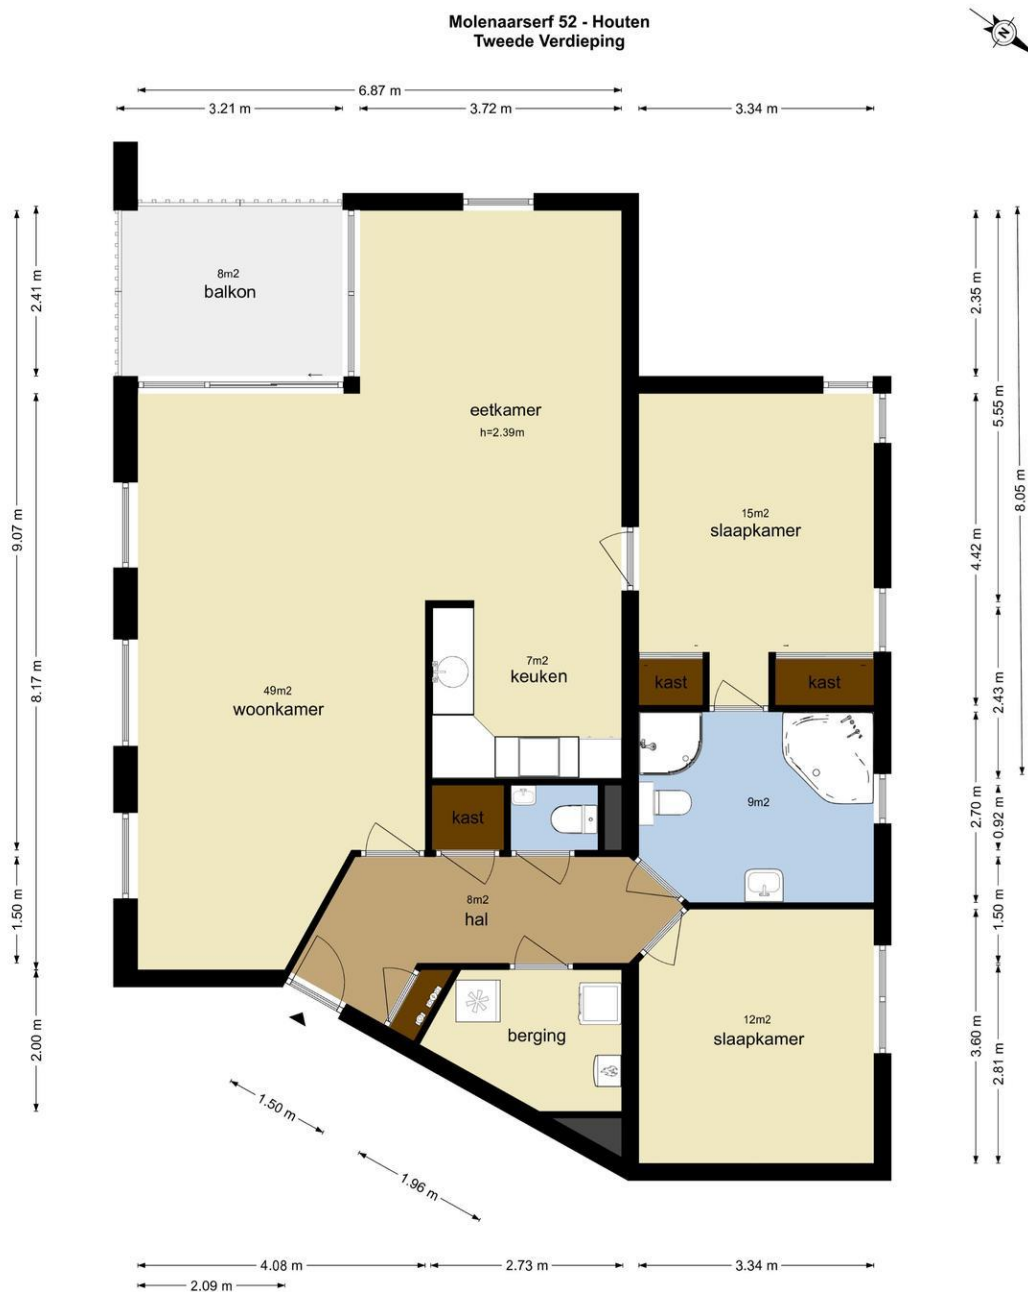 Molenaarserf 52 - Houten
Tweede Verdieping
N
6.87 m
3.21 m
3.72 m
3.34 m
8m2
balkon
2.41 m
9.07 m
8.17 m
1.50 m
2.00 m
eetkamer
h=2.39m
15m2
slaapkamer
2.35 m
5.55 m
8.05 m
4.42 m
2.43 m
49m2
woonkamer
7m2
keuken
kast
kast
kast
9m2
2.70 m
0.92 m
8m2
hal
1.50 m
berging
12m2
slaapkamer
3.60 m
2.81 m
1.50 m
1.96 m
4.08 m
2.73 m
3.34 m
2.09 m